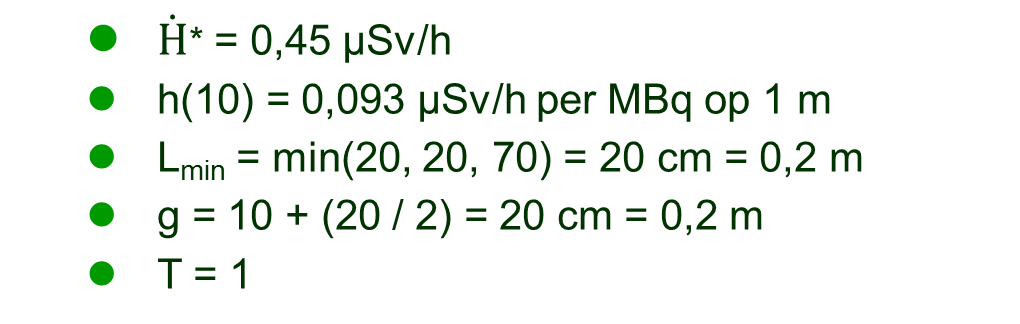 ● Ḣ* = 0,45 µSv/h
● h(10) = 0,093 µSv/h per MBq op 1 m
● Lmin = min(20, 20, 70) = 20 cm = 0,2 m
● g = 10 + (20 / 2) = 20 cm = 0,2 m
● T = 1